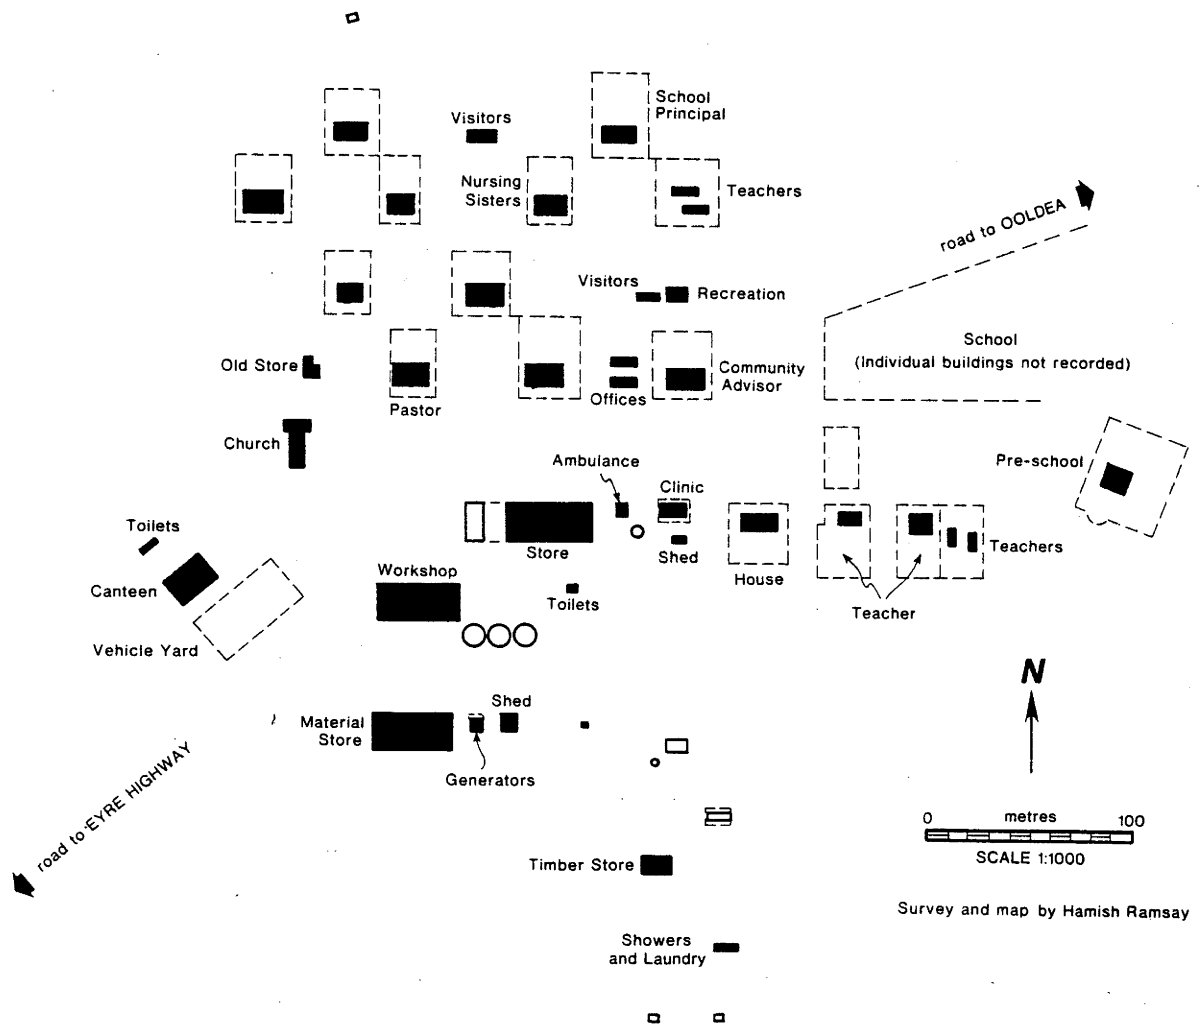 School
Principal
Visitors
Nursing
Sisters
Teachers
road to OOLDEA
Visitors
Recreation
School
(Individual buildings not recorded)
Old Store
Community
Advisor
Offices
Pastor
Church
Ambulance
Pre-school
Clinic
Toilets
Store
Shed
Teachers
Workshop
House
Canteen
Toilets
Teacher
Vehicle Yard
N
Shed
Material
Store
Generators
road to EYRE HIGHWAY
0 metres 100
SCALE 1:1000
Timber Store
Survey and map by Hamish Ramsay
Showers
and Laundry